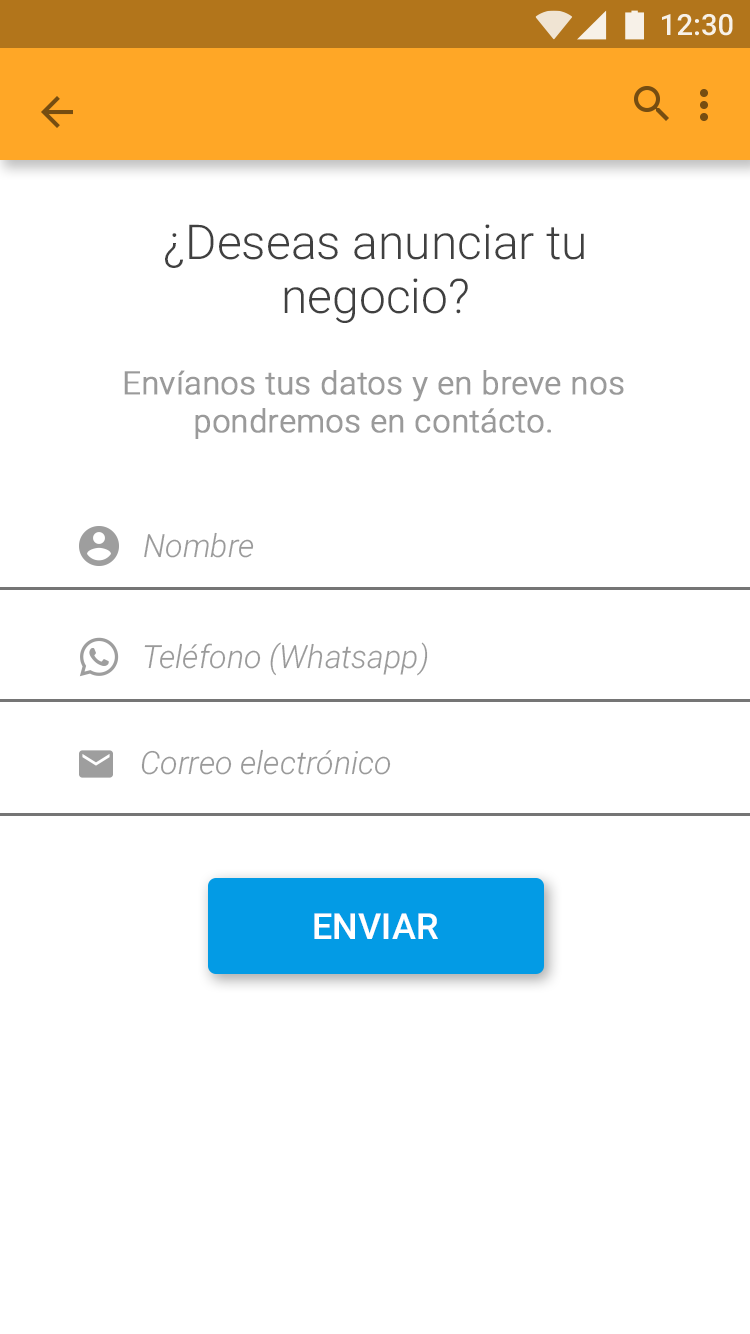 12:30
¿Deseas anunciar tu
negocio?
Envíanos tus datos y en breve nos
pondremos en contácto.
Nombre
Teléfono (Whatsapp)
Correo electrónico
ENVIAR